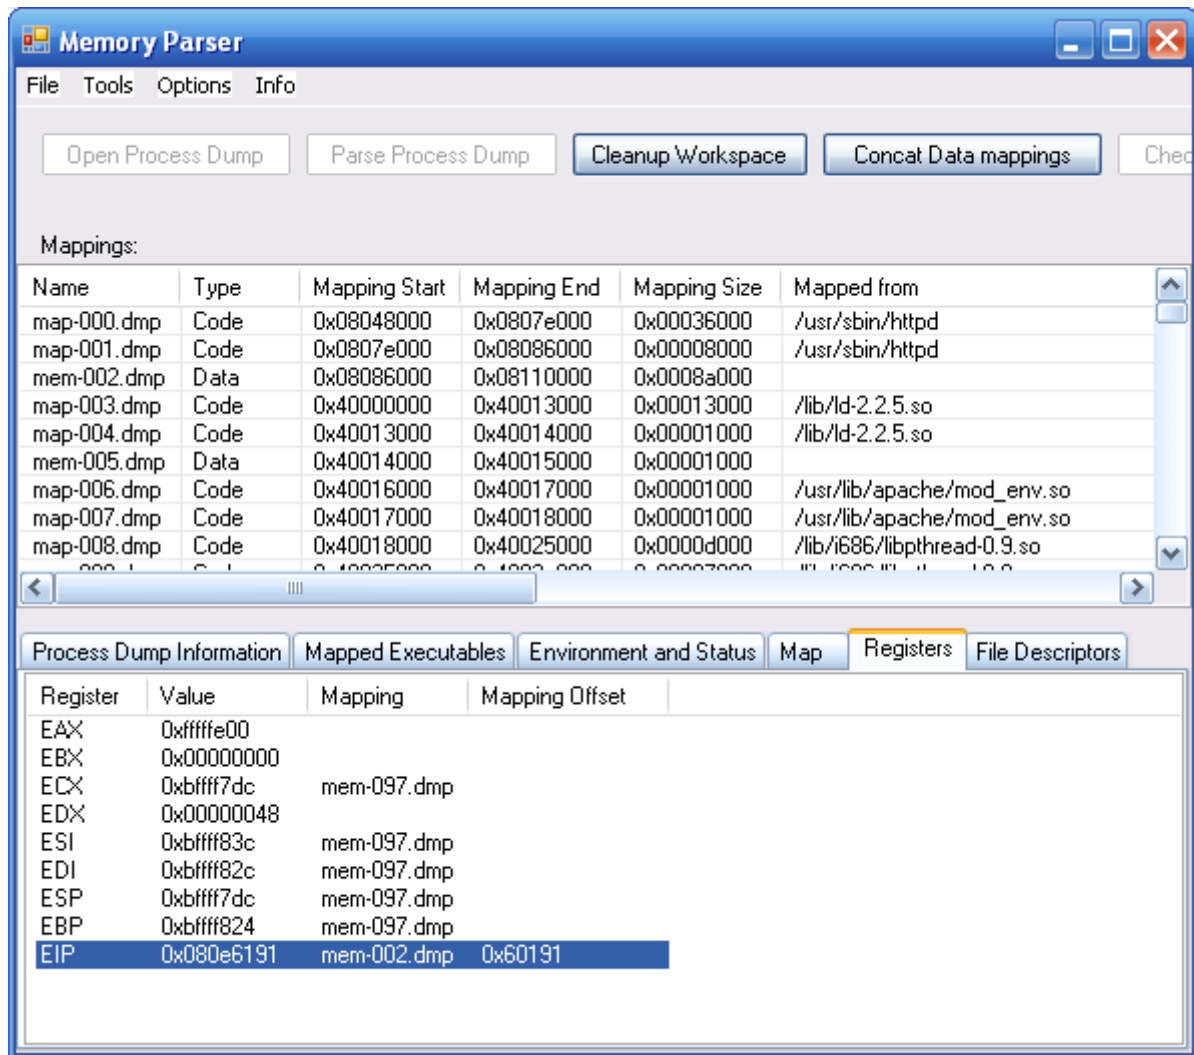 Memory Parser
File Tools Options Info
Open Process Dump Parse Process Dump Cleanup Workspace Concat Data mappings Chec
Mappings:
Name Type Mapping Start Mapping End Mapping Size Mapped from
map-000.dmp Code 0x08048000 0x0807e000 0x00036000 /usr/sbin/httpd
map-001.dmp Code 0x0807e000 0x08086000 0x00008000 /usr/sbin/httpd
mem-002.dmp Data 0x08086000 0x08110000 0x0008a000
map-003.dmp Code 0x40000000 0x40013000 0x00013000 /lib/ld-2.2.5.so
map-004.dmp Code 0x40013000 0x40014000 0x00001000 /lib/ld-2.2.5.so
mem-005.dmp Data 0x40014000 0x40015000 0x00001000
map-006.dmp Code 0x40016000 0x40017000 0x00001000 /usr/lib/apache/mod_env.so
map-007.dmp Code 0x40017000 0x40018000 0x00001000 /usr/lib/apache/mod_env.so
map-008.dmp Code 0x40018000 0x40025000 0x0000d000 /lib/i686/libpthread-0.9.so
Process Dump Information Mapped Executables Environment and Status Map Registers File Descriptors
Register Value Mapping Mapping Offset
EAX 0xfffffe00
EBX 0x00000000
ECX 0xbffff7dc mem-097.dmp
EDX 0x00000048
ESI 0xbffff83c mem-097.dmp
EDI 0xbffff82c mem-097.dmp
ESP 0xbffff7dc mem-097.dmp
EBP 0xbffff824 mem-097.dmp
EIP 0x080e6191 mem-002.dmp 0x60191